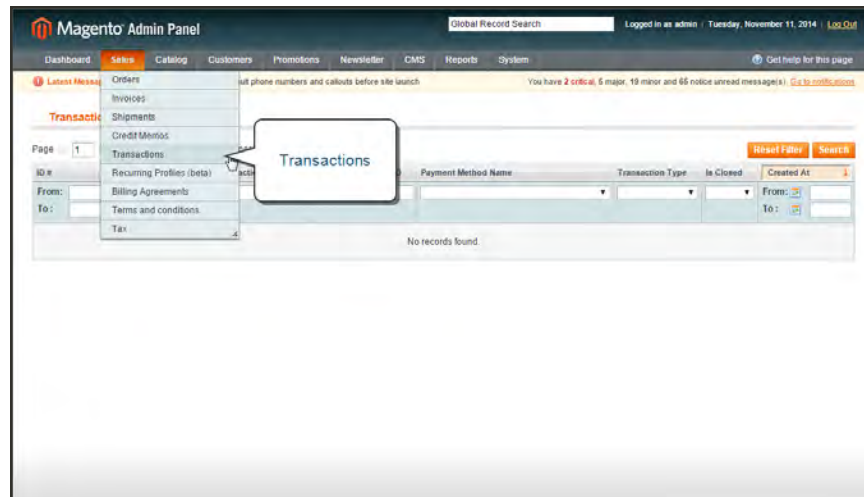 Magento Admin Panel
Global Record Search
Logged in as admin | Tuesday, November 11, 2014 | Log Out
Dashboard Sales Catalog Customers Promotions Newsletter CMS Reports System Get help for this page
Latest Messag
ult phone numbers and callouts before site launch
You have 2 critical, 5 major, 19 minor and 65 notice unread message(s). Go to notifications
Orders
Invoices
Shipments
Credit Memos
Transactions
Recurring Profiles (beta)
Billing Agreements
Terms and conditions
Tax
Transactio
Transactions
Page 1
Reset Filter Search
ID # Payment Method Name Transaction Type Is Closed Created At
From: From:
To: To:
No records found.